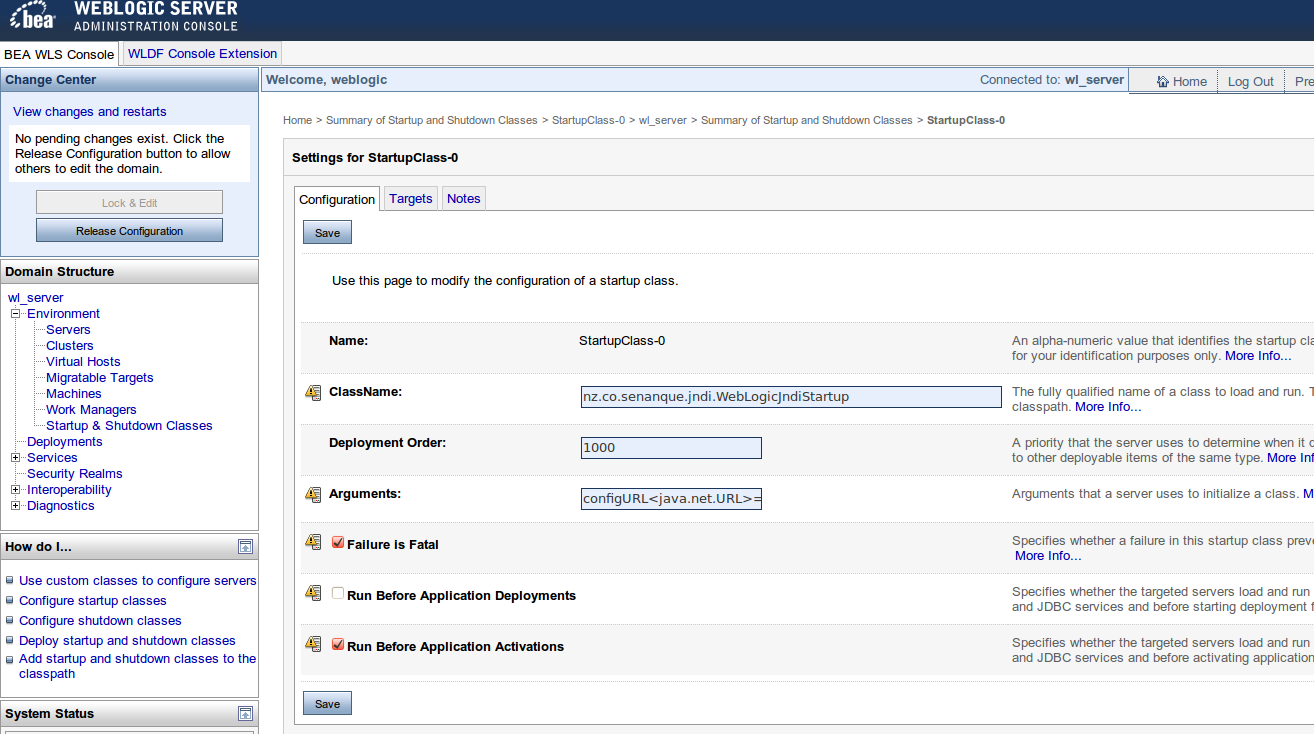 bea WEBLOGIC SERVER
ADMINISTRATION CONSOLE
BEA WLS Console WLDF Console Extension
Change Center
View changes and restarts
No pending changes exist. Click the
Release Configuration button to allow
others to edit the domain.
Lock & Edit
Release Configuration
Domain Structure
wl_server
Environment
Servers
Clusters
Virtual Hosts
Migratable Targets
Machines
Work Managers
Startup & Shutdown Classes
Deployments
Services
Security Realms
Interoperability
Diagnostics
How do I...
Use custom classes to configure servers
Configure startup classes
Configure shutdown classes
Deploy startup and shutdown classes
Add startup and shutdown classes to the
classpath
System Status
Welcome, weblogic Connected to: wl_server Home Log Out Pre
Home > Summary of Startup and Shutdown Classes > StartupClass-0 > wl_server > Summary of Startup and Shutdown Classes > StartupClass-0
Settings for StartupClass-0
Configuration Targets Notes
Save
Use this page to modify the configuration of a startup class.
Name: StartupClass-0 An alpha-numeric value that identifies the startup cla
for your identification purposes only. More Info...
ClassName: nz.co.senanque.jndi.WebLogicJndiStartup The fully qualified name of a class to load and run. T
classpath. More Info...
Deployment Order: 1000 A priority that the server uses to determine when it d
to other deployable items of the same type. More Inf
Arguments: configURL<java.net.URL>= Arguments that a server uses to initialize a class. M
Failure is Fatal Specifies whether a failure in this startup class preve
More Info...
Run Before Application Deployments Specifies whether the targeted servers load and run
and JDBC services and before starting deployment f
Run Before Application Activations Specifies whether the targeted servers load and run
and JDBC services and before activating application
Save